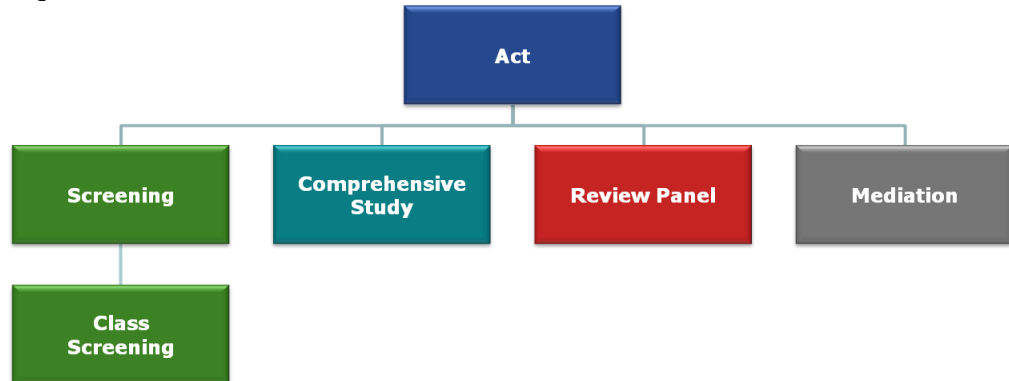 Act
Screening
Comprehensive
Study
Review Panel
Mediation
Class
Screening